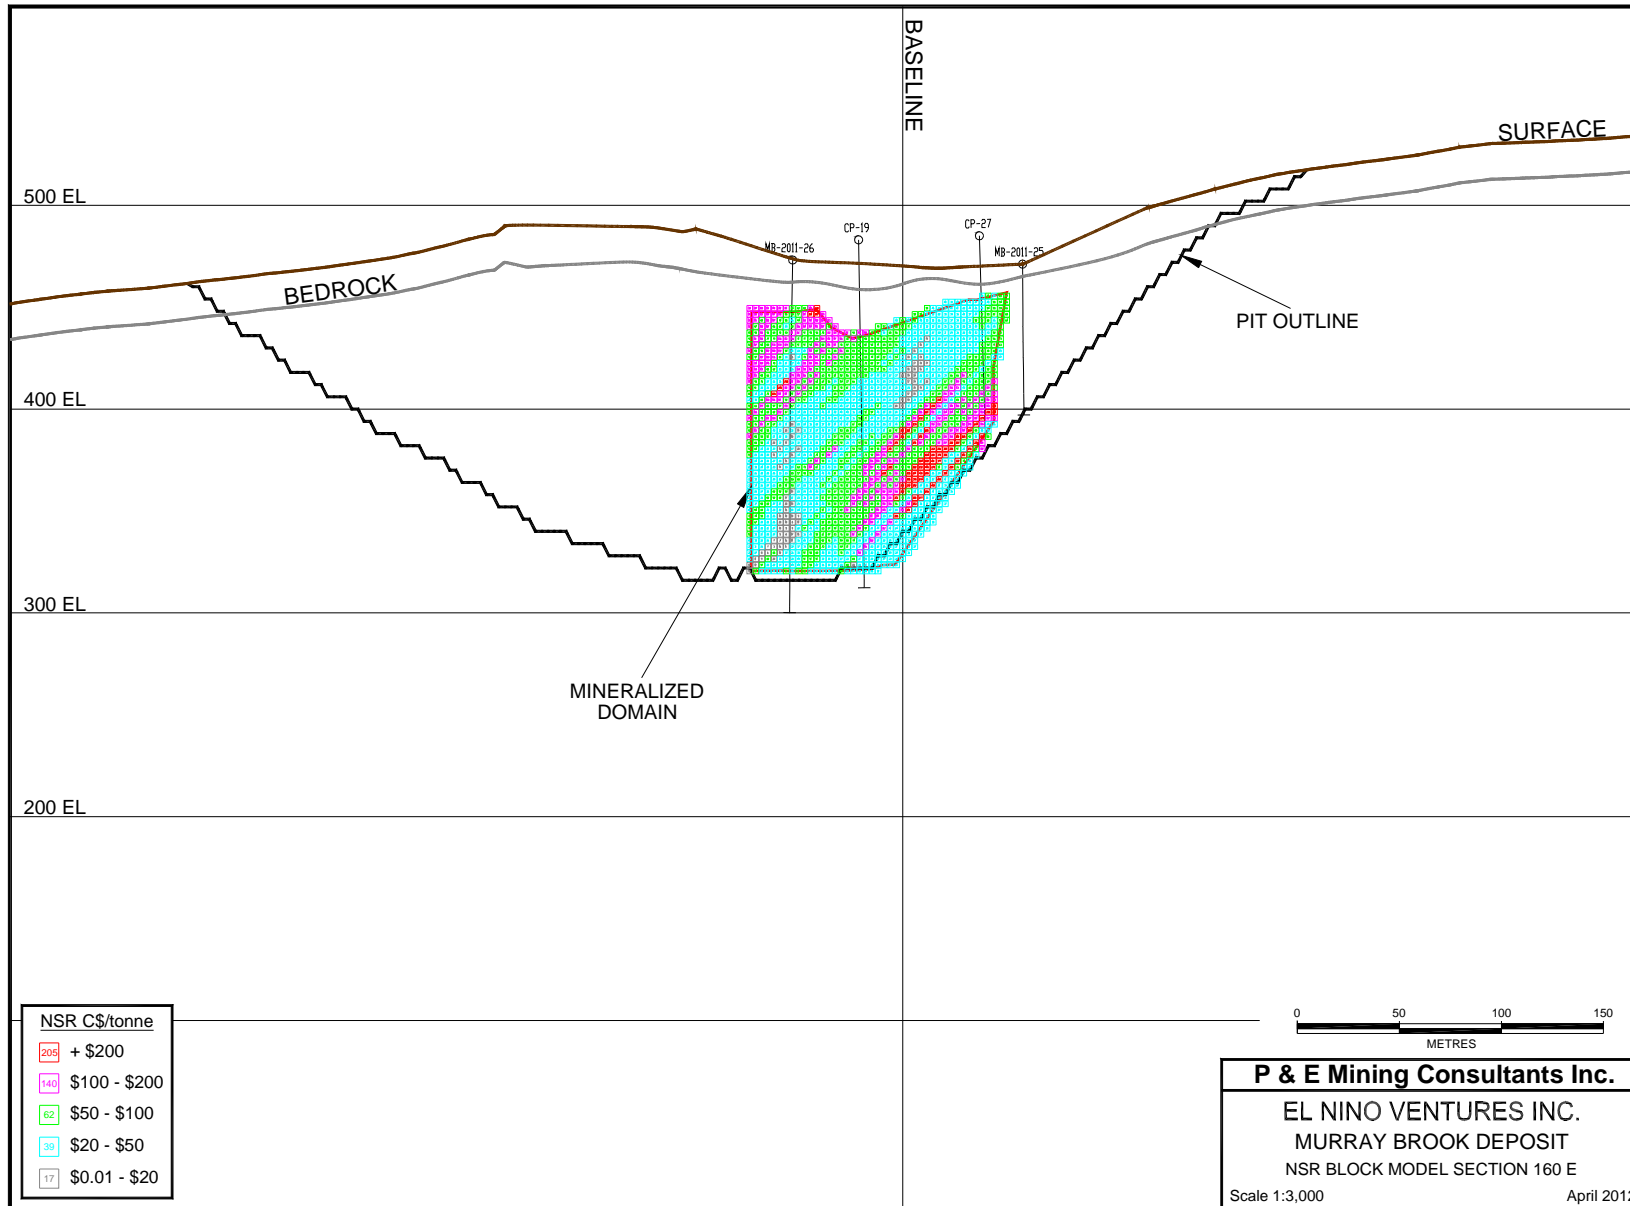 BASELINE
SURFACE
500 EL
CP-19
CP-27
MB-2011-26
MB-2011-25
BEDROCK
PIT OUTLINE
400 EL
300 EL
MINERALIZED
DOMAIN
200 EL
NSR C$/tonne
205 + $200
140 $100 - $200
62 $50 - $100
39 $20 - $50
17 $0.01 - $20
0 50 100 150
METRES
P & E Mining Consultants Inc.
EL NINO VENTURES INC.
MURRAY BROOK DEPOSIT
NSR BLOCK MODEL SECTION 160 E
Scale 1:3,000 April 2012